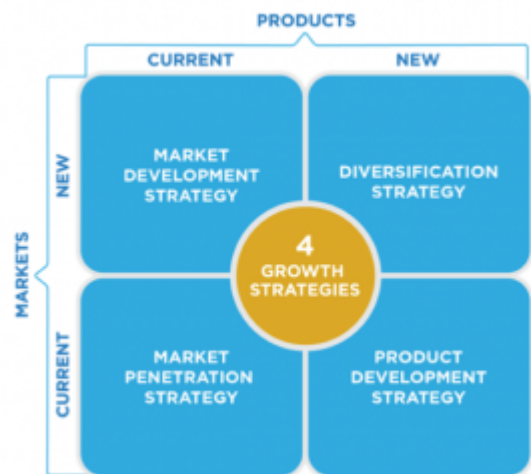 PRODUCTS
CURRENT
NEW
MARKETS
NEW
MARKET
DEVELOPMENT
STRATEGY
DIVERSIFICATION
STRATEGY
4
GROWTH
STRATEGIES
CURRENT
MARKET
PENETRATION
STRATEGY
PRODUCT
DEVELOPMENT
STRATEGY